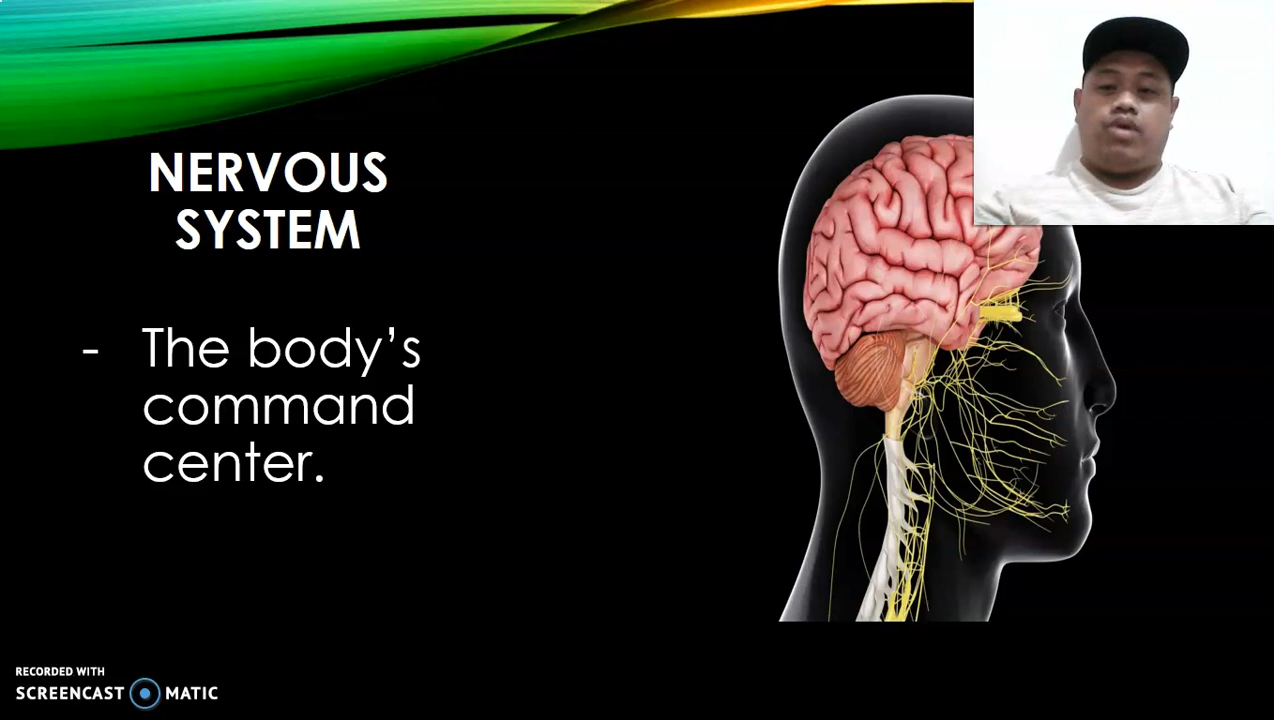 NERVOUS
SYSTEM
- The body’s
command
center.
RECORDED WITH
SCREENCAST MATIC